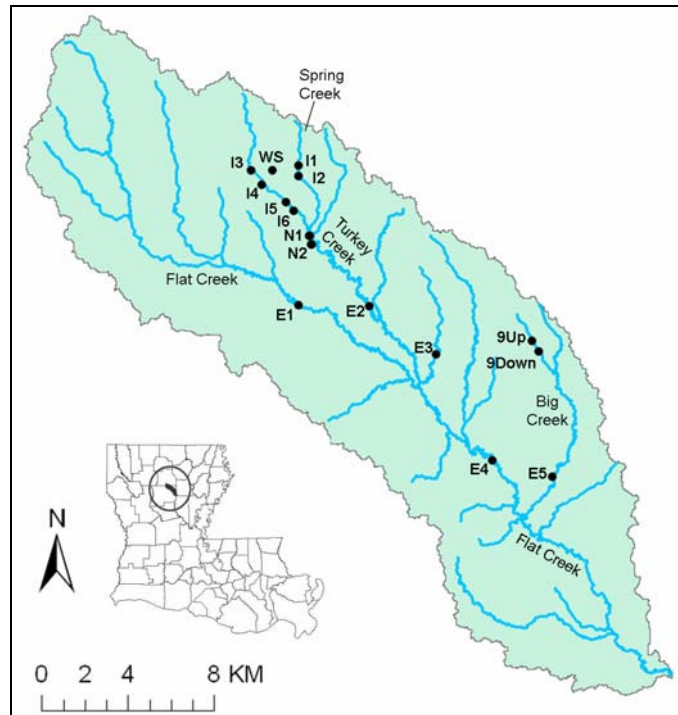 Spring
Creek
I3
WS
I1
I2
I4
I5
I6
N1
N2
Turkey
Creek
Flat Creek
E1
E2
E3
9Up
9Down
Big
Creek
E4
E5
Flat Creek
N
0 2 4 8 KM